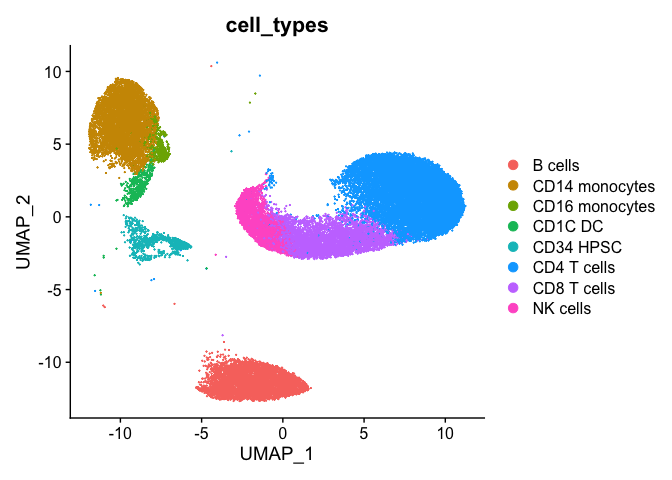 cell_types
10
5
0
-5
-10
UMAP_2
-10
-5
0
5
10
UMAP_1
B cells
CD14 monocytes
CD16 monocytes
CD1C DC
CD34 HPSC
CD4 T cells
CD8 T cells
NK cells